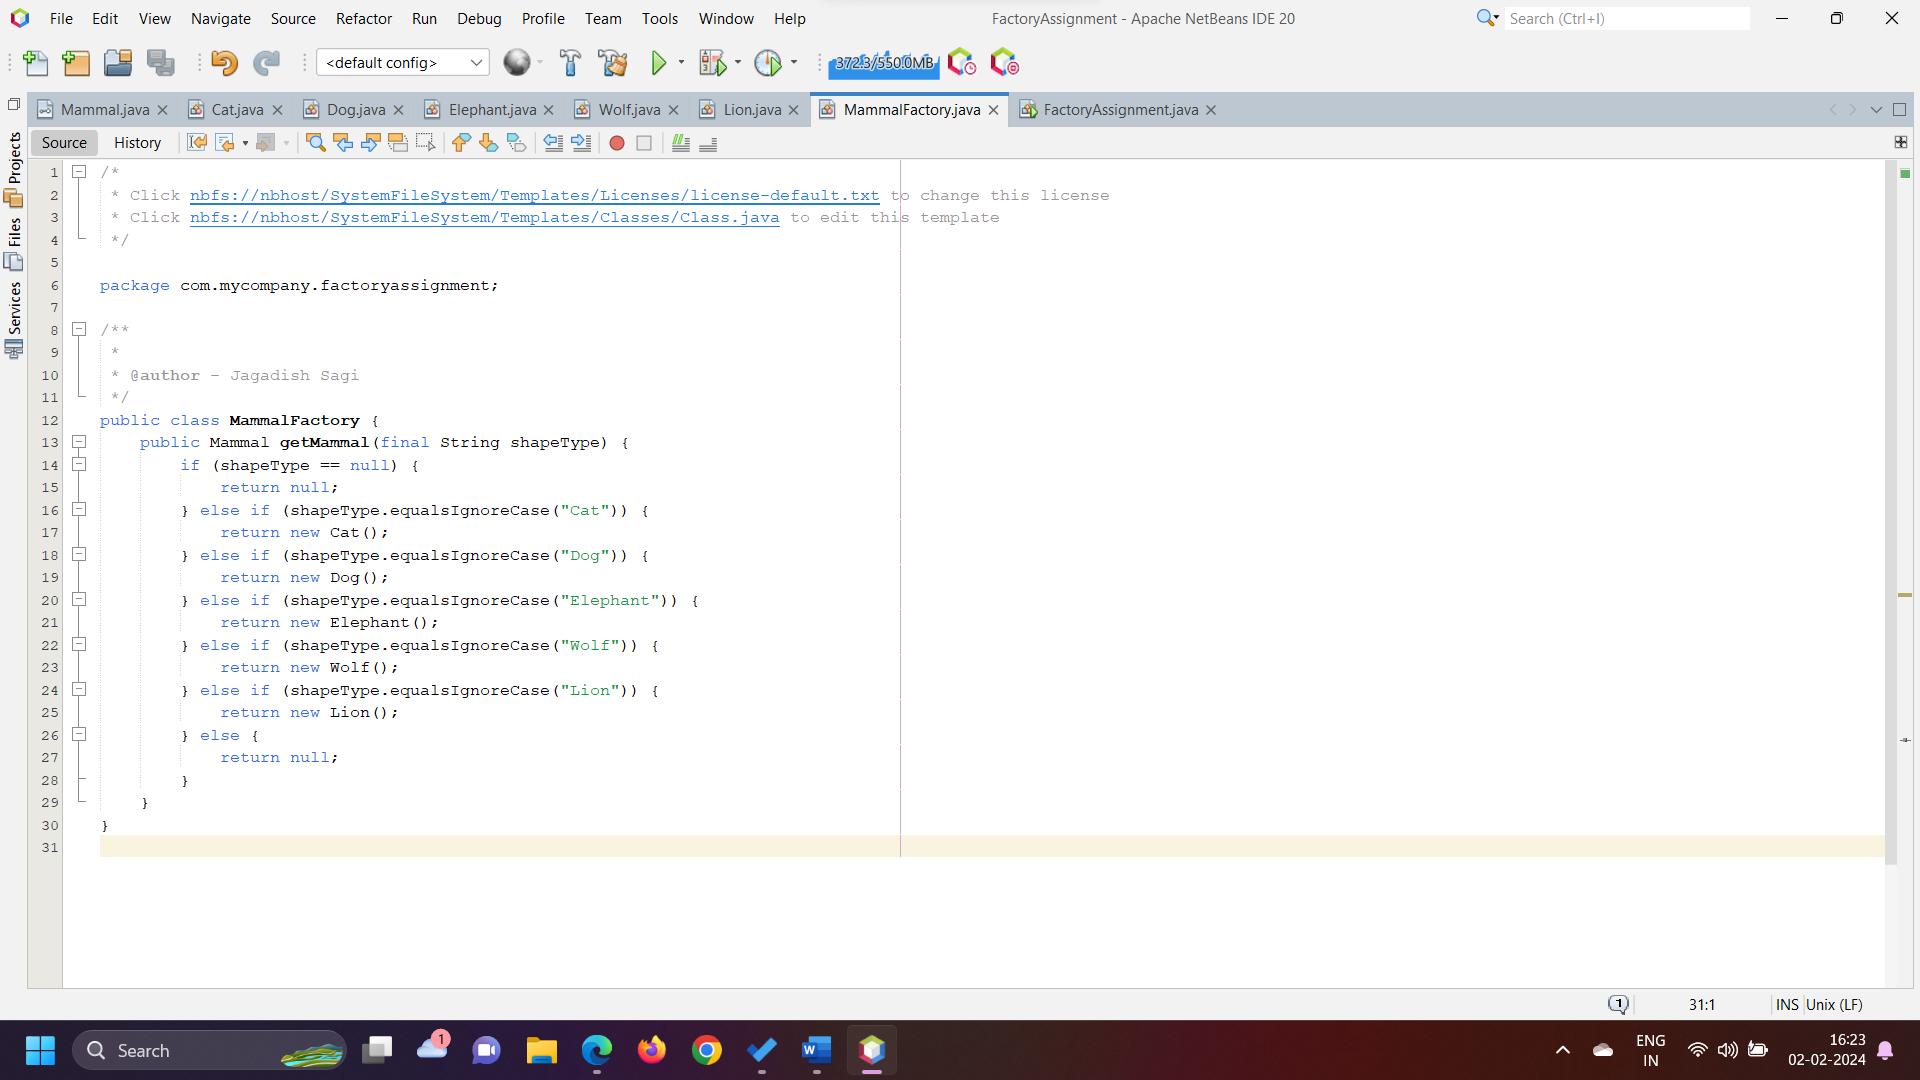 File Edit View Navigate Source Refactor Run Debug Profile Team Tools Window Help
FactoryAssignment - Apache NetBeans IDE 20
Search (Ctrl+I)
<default config>
372.3/550.0MB
Mammal.java Cat.java Dog.java Elephant.java Wolf.java Lion.java MammalFactory.java FactoryAssignment.java
Source History
Projects
Files
Services
1 /*
2 * Click nbfs://nbhost/SystemFileSystem/Templates/Licenses/license-default.txt to change this license
3 * Click nbfs://nbhost/SystemFileSystem/Templates/Classes/Class.java to edit this template
4 */
5
6 package com.mycompany.factoryassignment;
7
8 /**
9 *
10 * @author - Jagadish Sagi
11 */
12 public class MammalFactory {
13 public Mammal getMammal(final String shapeType) {
14 if (shapeType == null) {
15 return null;
16 } else if (shapeType.equalsIgnoreCase("Cat")) {
17 return new Cat();
18 } else if (shapeType.equalsIgnoreCase("Dog")) {
19 return new Dog();
20 } else if (shapeType.equalsIgnoreCase("Elephant")) {
21 return new Elephant();
22 } else if (shapeType.equalsIgnoreCase("Wolf")) {
23 return new Wolf();
24 } else if (shapeType.equalsIgnoreCase("Lion")) {
25 return new Lion();
26 } else {
27 return null;
28 }
29 }
30 }
31
1
31:1
INS Unix (LF)
Search
1
ENG
IN
16:23
02-02-2024